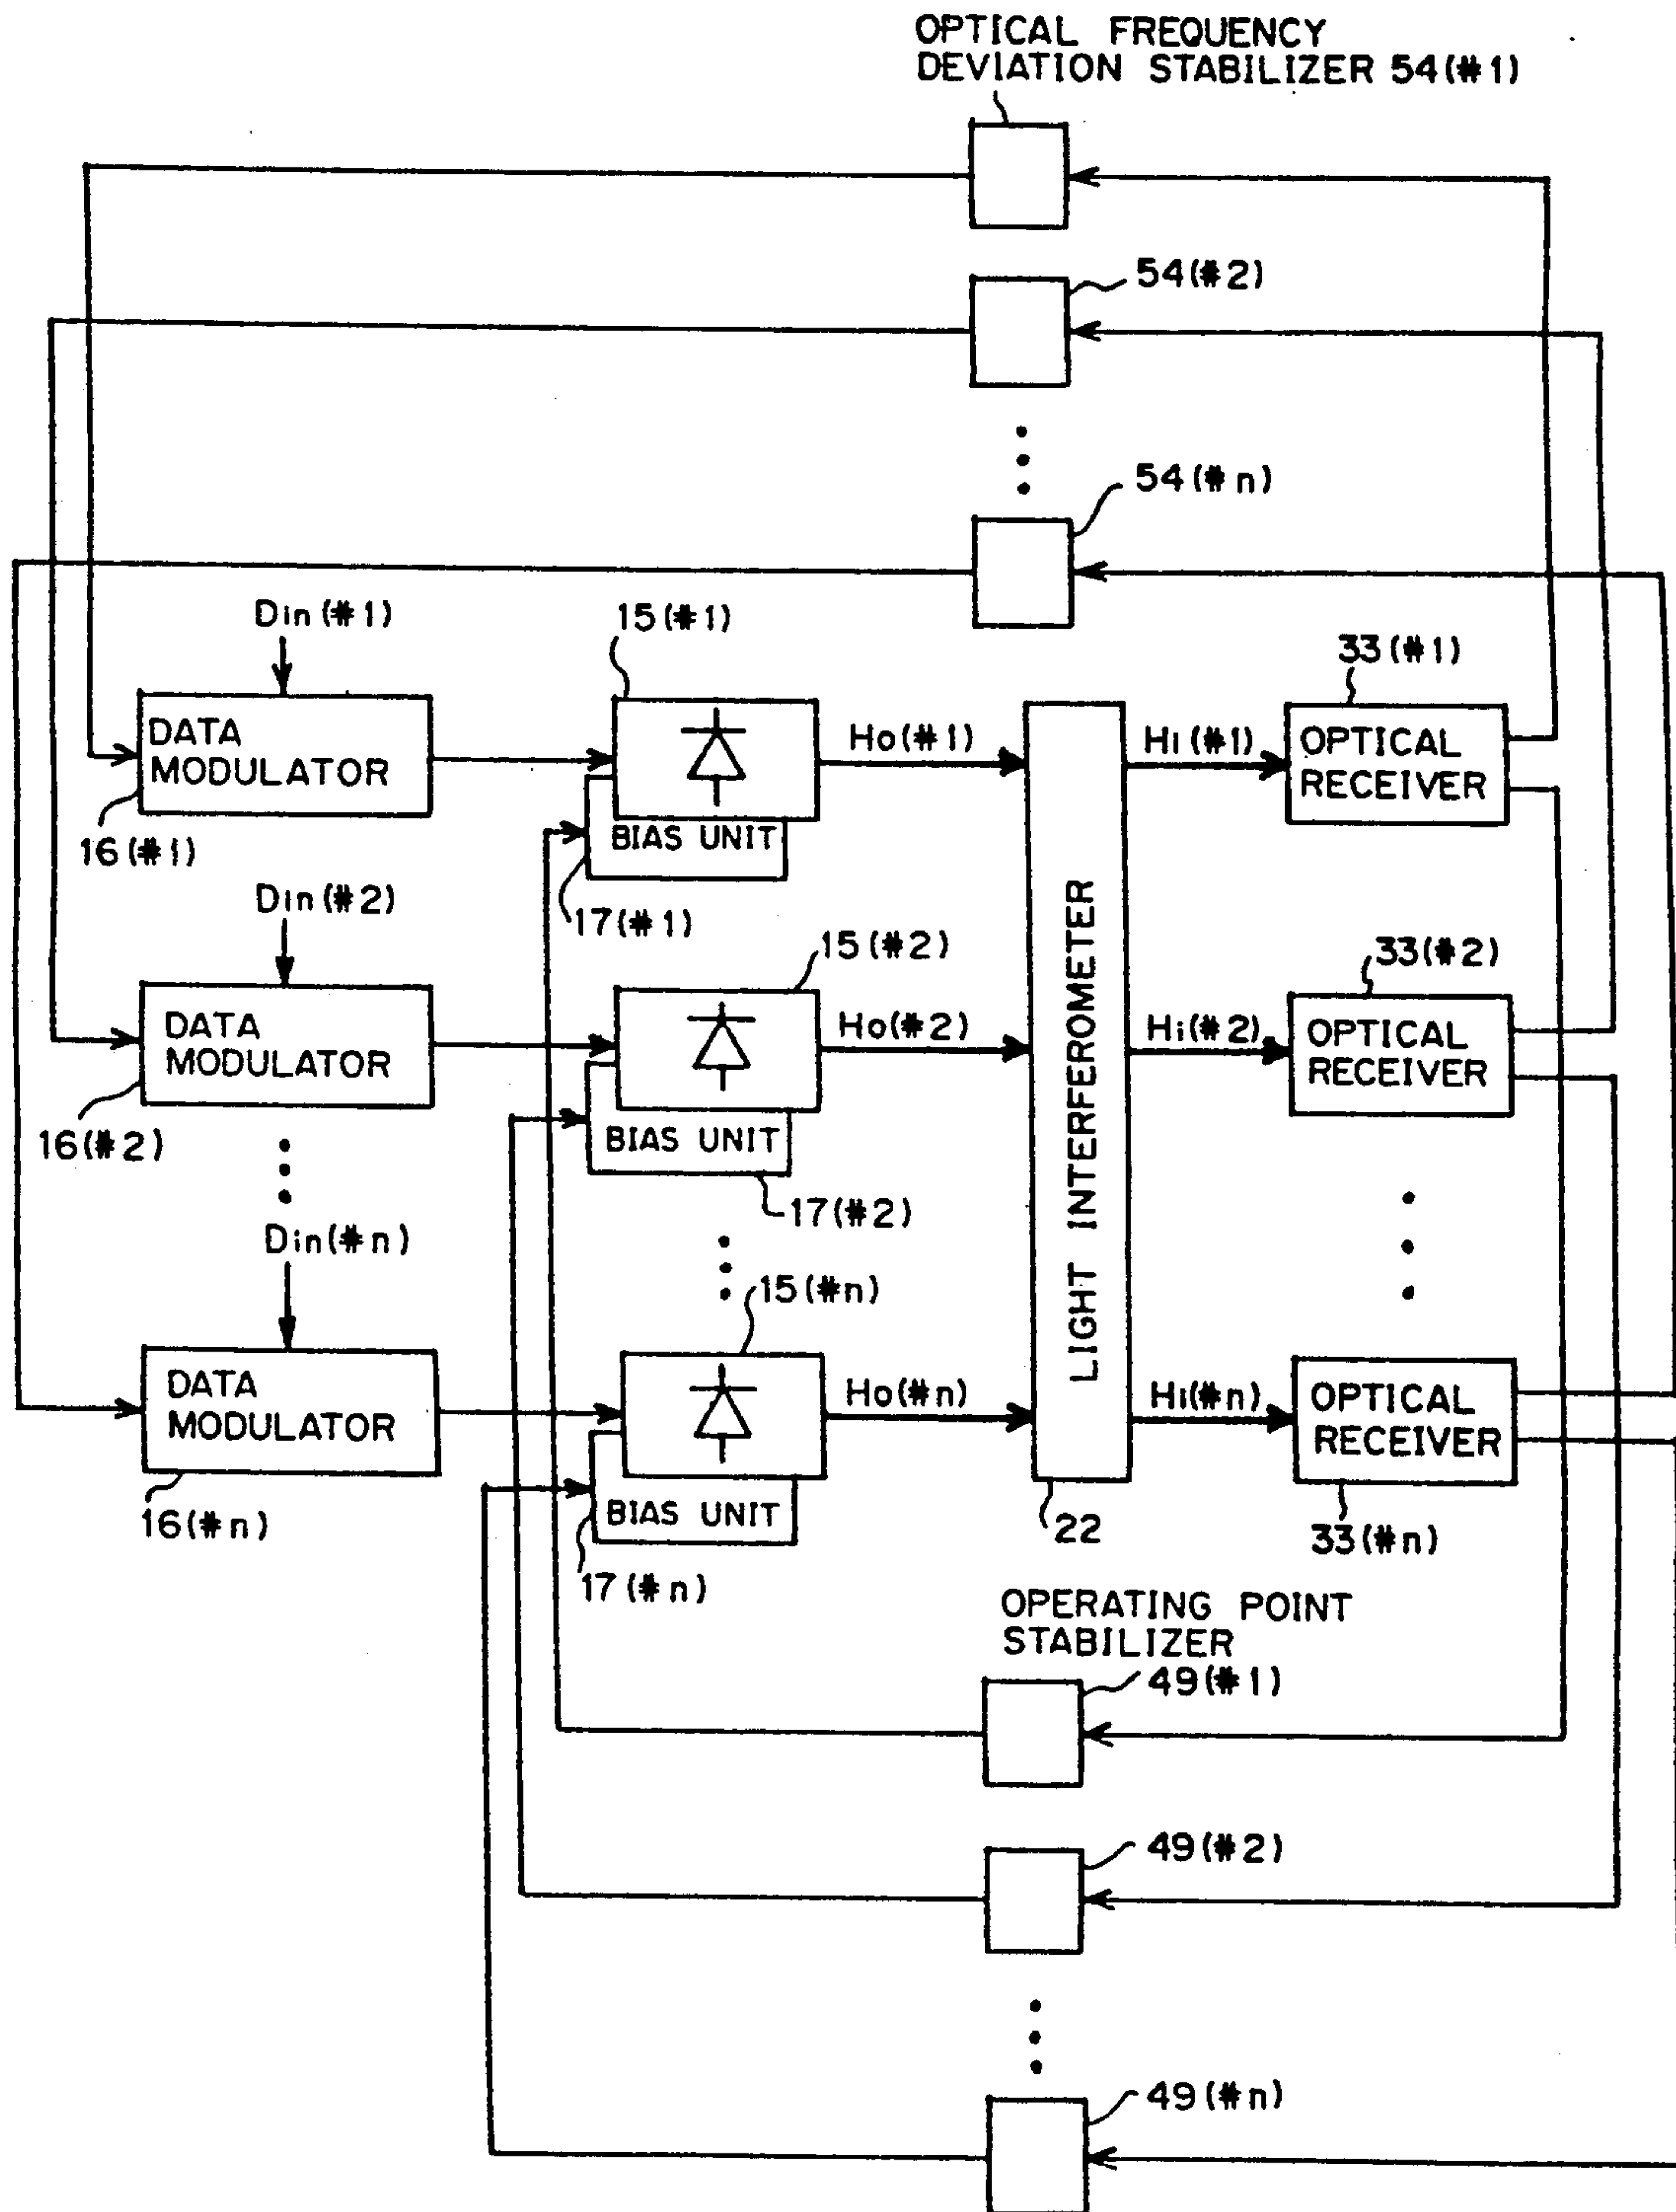 OPTICAL FREQUENCY
DEVIATION STABILIZER 54(#1)
54(#2)
54(#n)
Din(#1)
15(#1)
33(#1)
DATA
MODULATOR
Ho(#1)
Hi(#1)
OPTICAL
RECEIVER
BIAS UNIT
16(#1)
17(#1)
Din(#2)
15(#2)
33(#2)
DATA
MODULATOR
Ho(#2)
Hi(#2)
OPTICAL
RECEIVER
BIAS UNIT
16(#2)
17(#2)
LIGHT INTERFEROMETER
Din(#n)
15(#n)
DATA
MODULATOR
Ho(#n)
Hi(#n)
OPTICAL
RECEIVER
BIAS UNIT
16(#n)
17(#n)
22
33(#n)
OPERATING POINT
STABILIZER
49(#1)
49(#2)
49(#n)